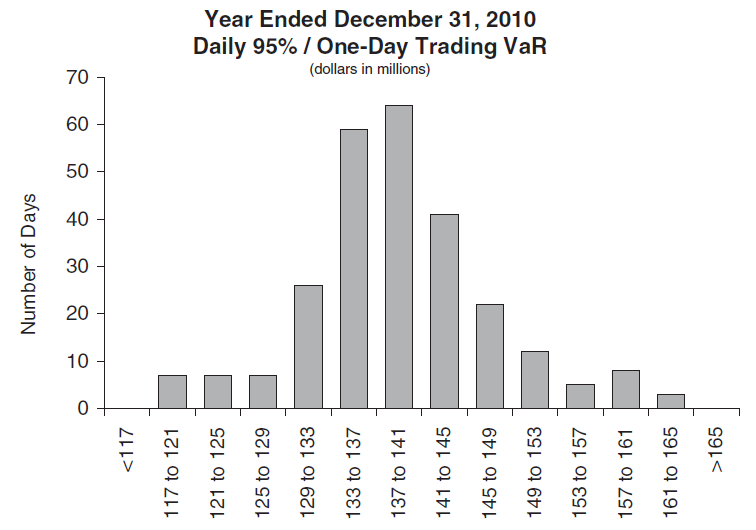 Year Ended December 31, 2010
Daily 95% / One-Day Trading VaR
(dollars in millions)
70
60
50
40
30
20
10
0
Number of Days
<117
117 to 121
121 to 125
125 to 129
129 to 133
133 to 137
137 to 141
141 to 145
145 to 149
149 to 153
153 to 157
157 to 161
161 to 165
>165